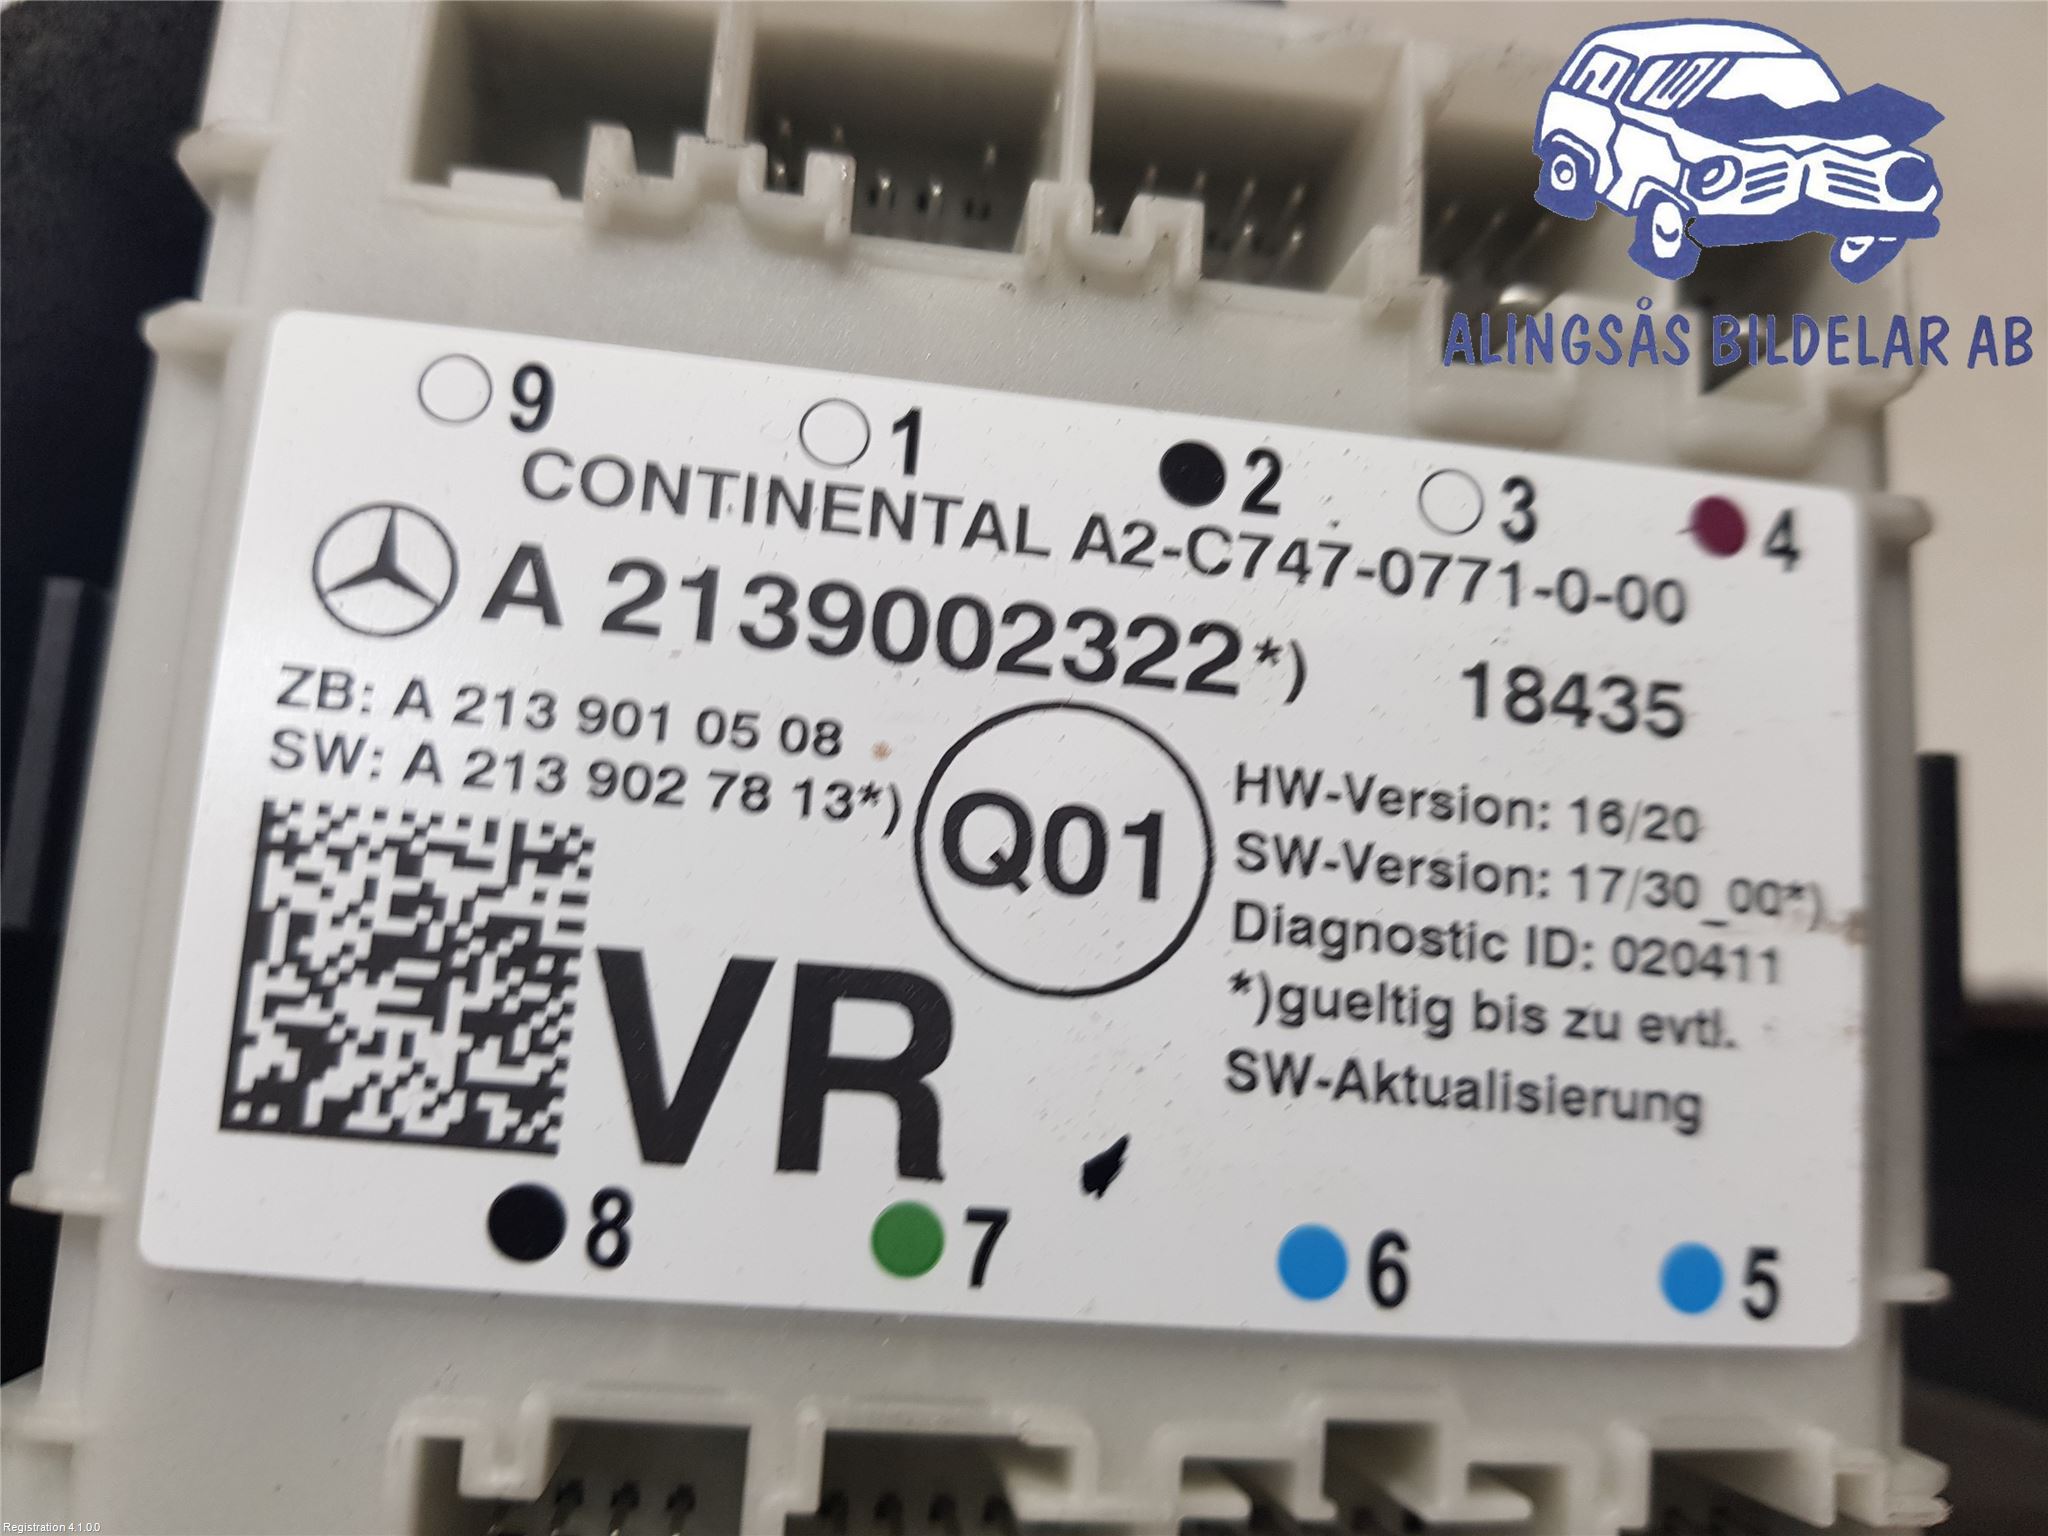 ALINGSÅS BILDELAR AB
9 1 2 3 4
CONTINENTAL A2-C747-0771-0-00
A 2139002322*)
18435
ZB: A 213 901 05 08
SW: A 213 902 78 13*)
Q01
HW-Version: 16/20
SW-Version: 17/30_00*)
Diagnostic ID: 020411
*)gueltig bis zu evtl.
SW-Aktualisierung
VR
8 7 6 5
Registration 4.1.0.0